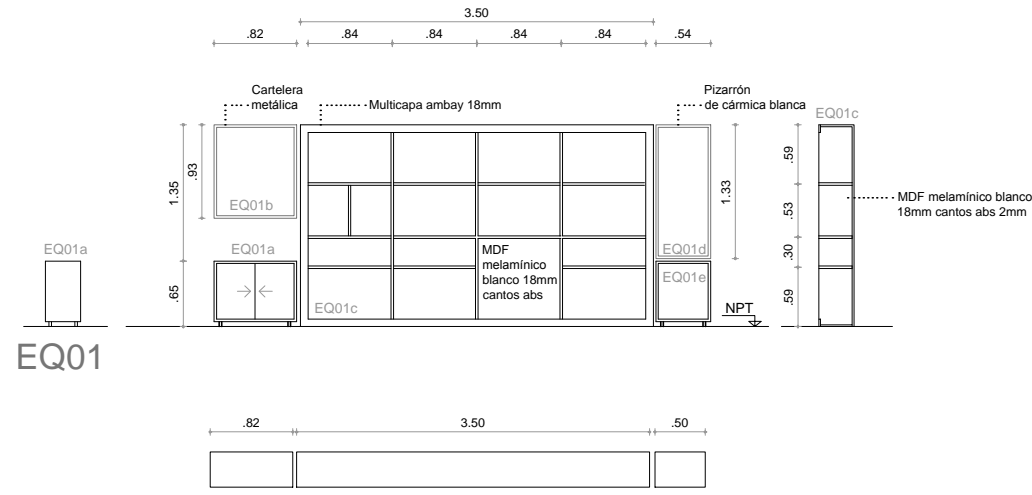 3.50
.82
.84
.84
.84
.84
.54
Cartelera
metálica
Multicapa ambay 18mm
Pizarrón
de cármica blanca
EQ01c
1.35
.93
EQ01b
1.33
.59
.53
.30
.59
MDF melamínico blanco
18mm cantos abs 2mm
EQ01a
EQ01a
.65
EQ01c
MDF
melamínico
blanco 18mm
cantos abs
EQ01d
EQ01e
NPT
EQ01
.82
3.50
.50